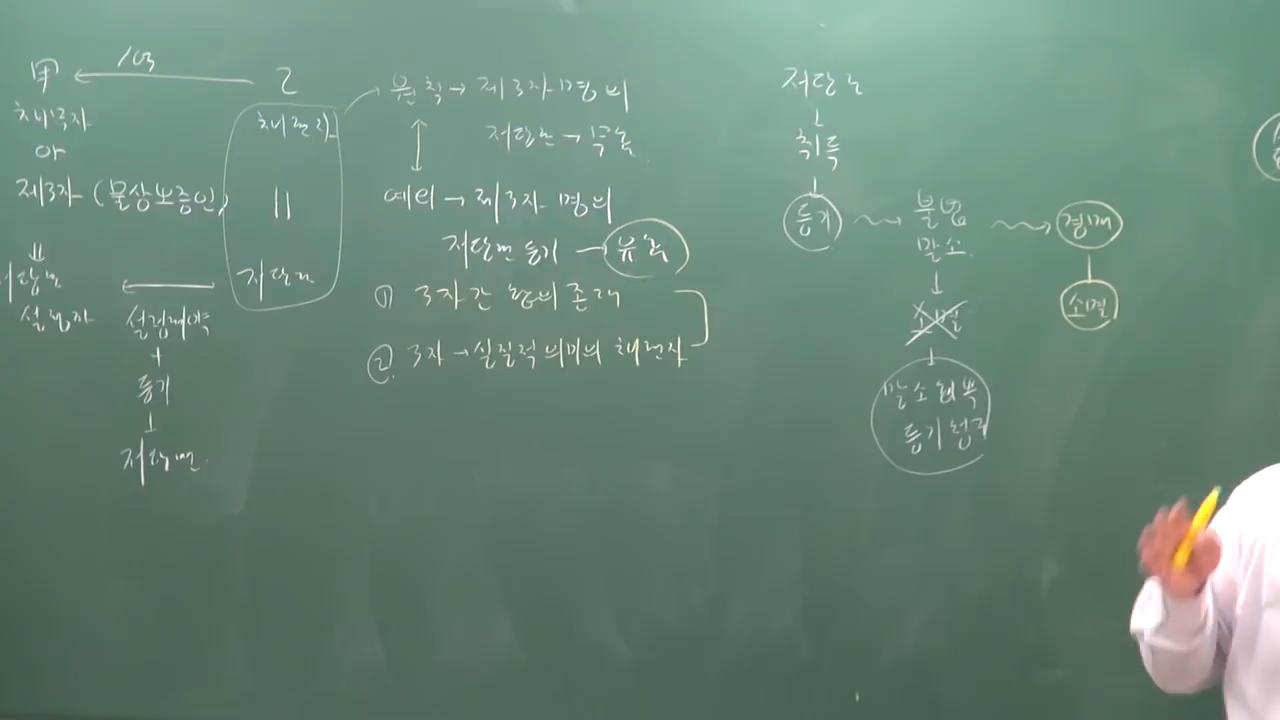 甲 ← 1억 乙
채무자
or
제3자 (물상보증인)
⇓
저당권
설정자
채권자
||
저당권
설정계약
+
등기
↓
저당권
원칙 → 제3자 명의
저당권 → 무효
예외 → 제3자 명의
저당권 등기 — 유효
① 3자간 합의 존재
② 3자 → 실질적 의미의 채권자
저당권
취득
등기
불법
말소
소멸
말소회복
등기청구
경매
소멸